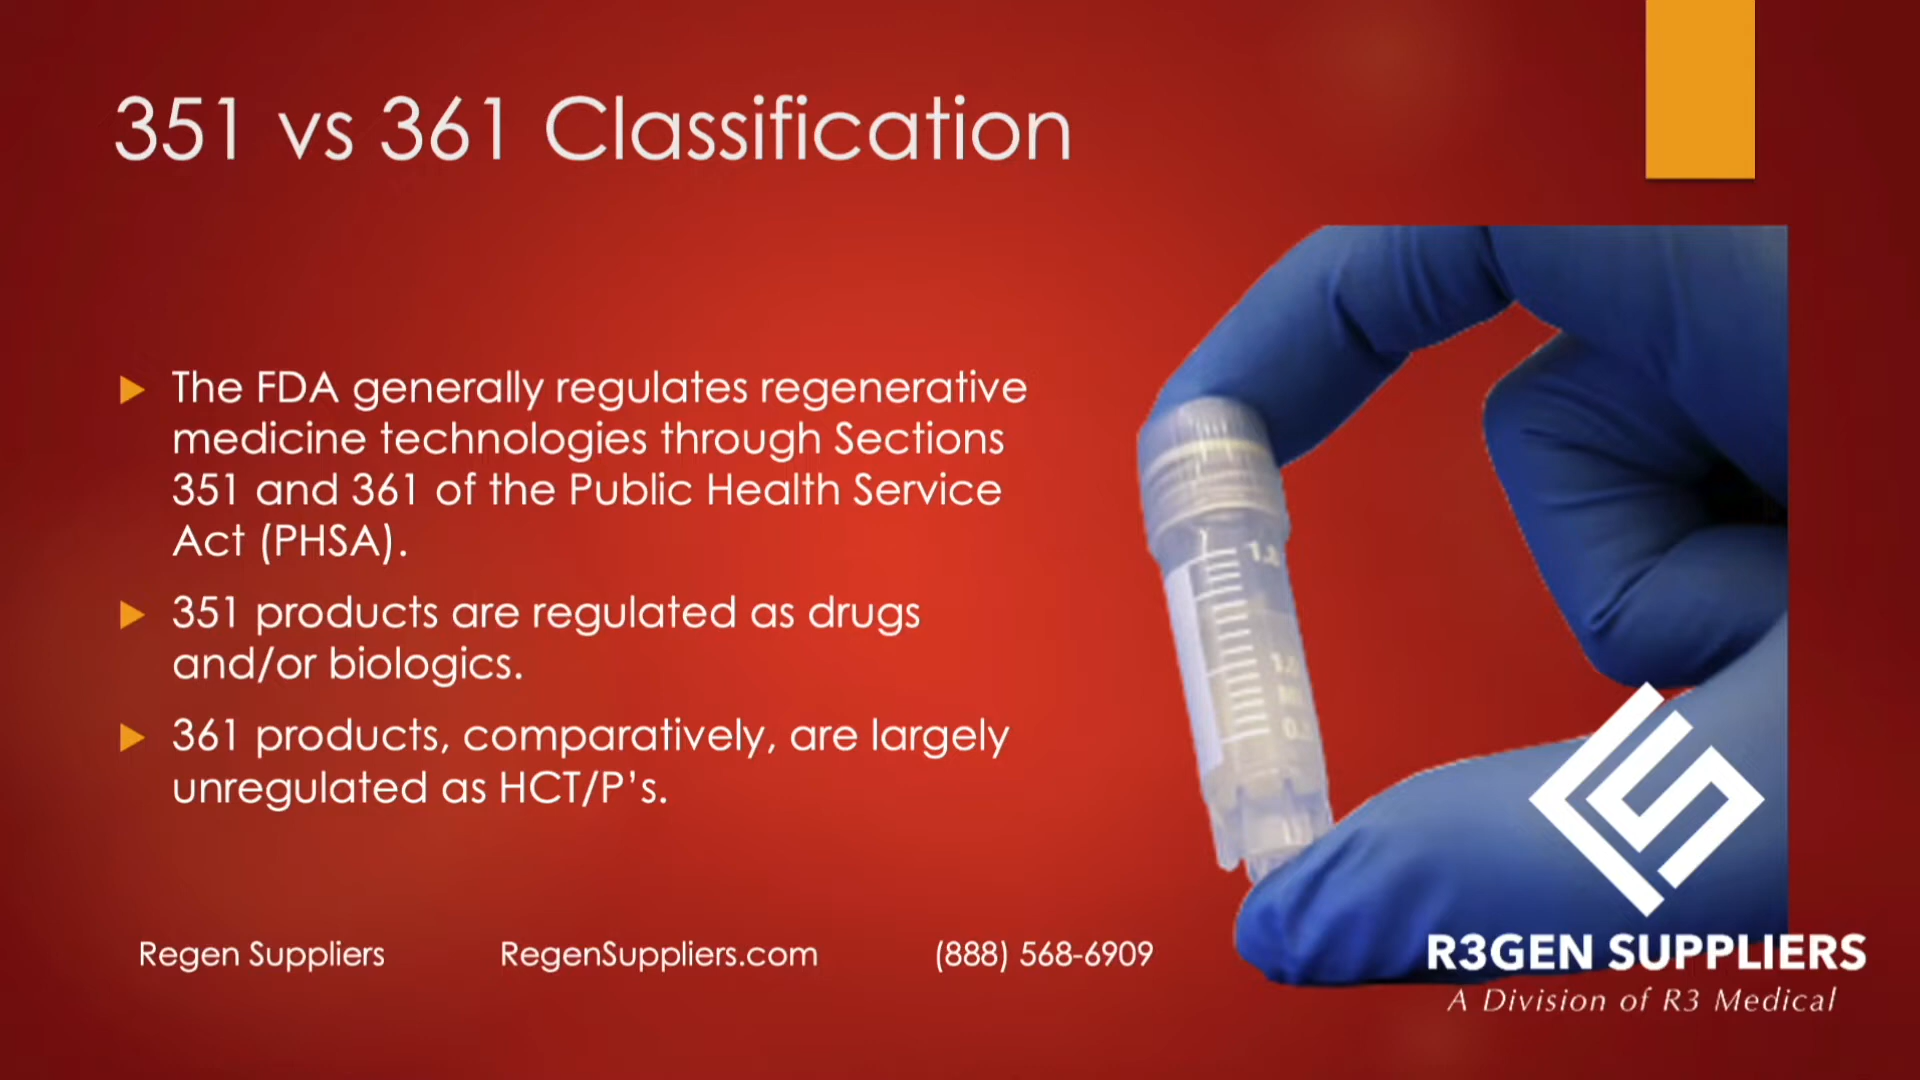 351 vs 361 Classification
The FDA generally regulates regenerative
medicine technologies through Sections
351 and 361 of the Public Health Service
Act (PHSA).
351 products are regulated as drugs
and/or biologics.
361 products, comparatively, are largely
unregulated as HCT/P's.
Regen Suppliers
RegenSuppliers.com
(888) 568-6909
R3GEN SUPPLIERS
A Division of R3 Medical